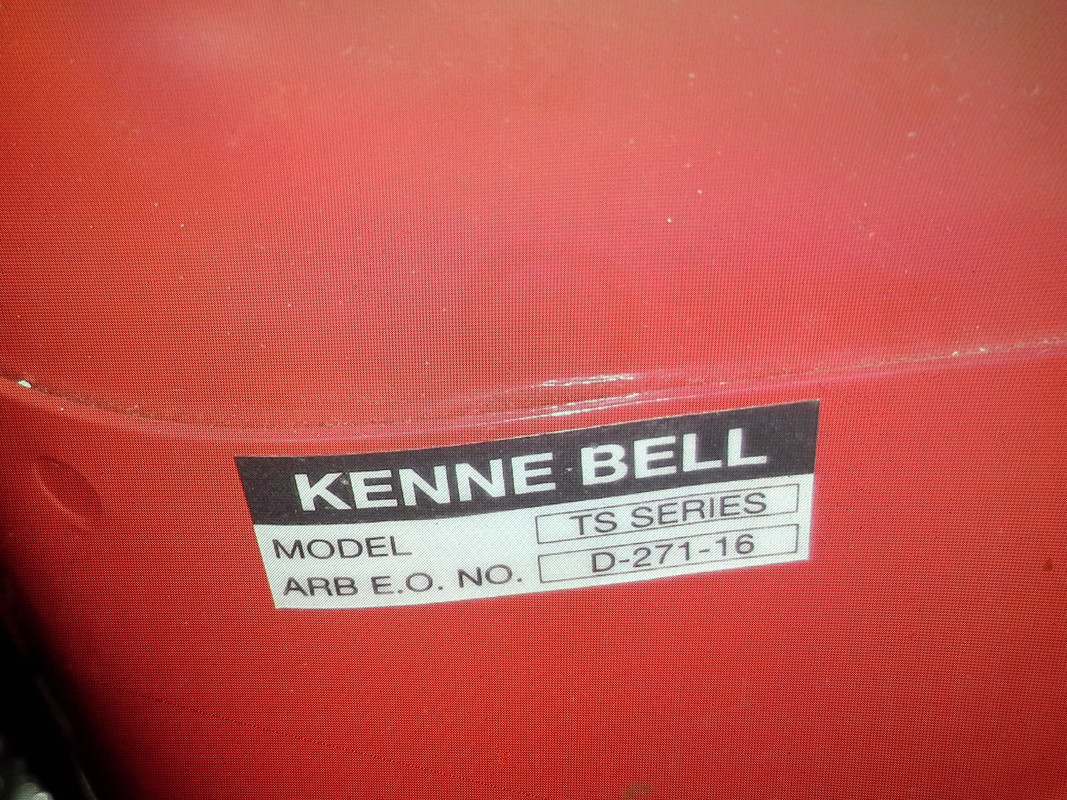 KENNE BELL
MODEL TS SERIES
ARB E.O. NO. D-271-16